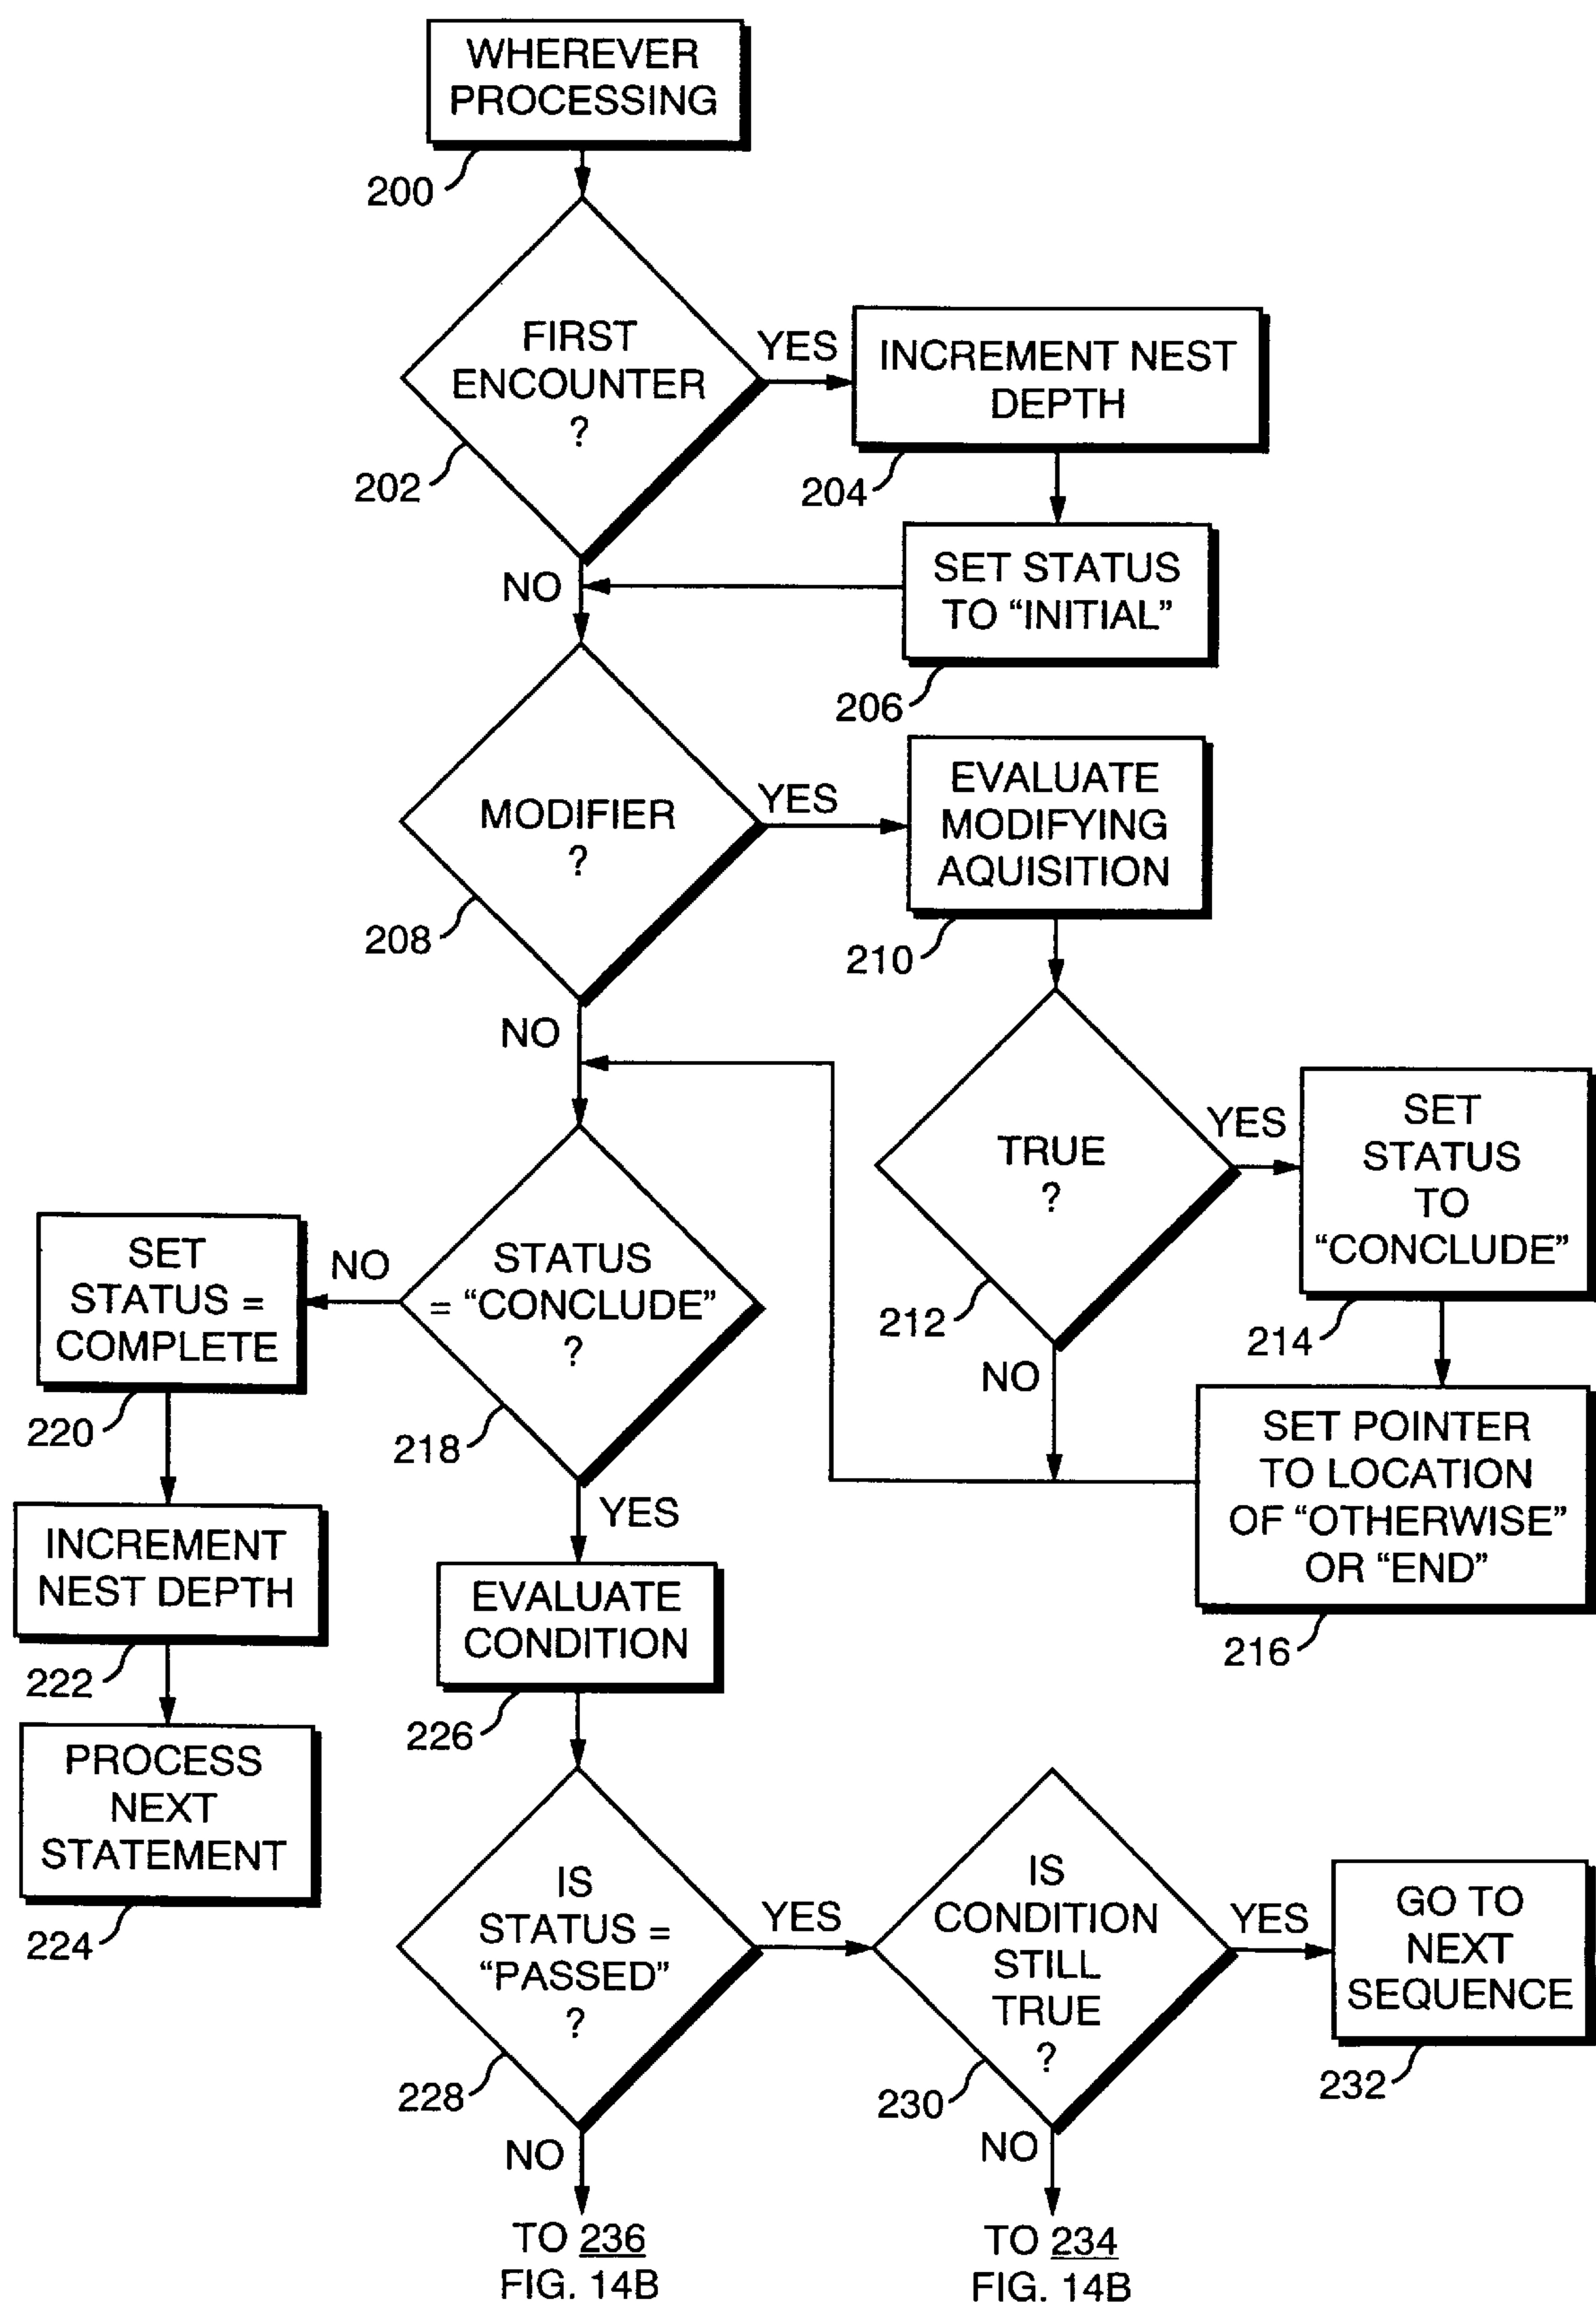 WHEREVER
PROCESSING
200
FIRST
ENCOUNTER
?
202
YES
INCREMENT NEST
DEPTH
204
NO
SET STATUS
TO “INITIAL”
206
MODIFIER
?
208
YES
EVALUATE
MODIFYING
AQUISITION
210
NO
TRUE
?
212
YES
SET
STATUS
TO
“CONCLUDE”
214
NO
SET POINTER
TO LOCATION
OF “OTHERWISE”
OR “END”
216
STATUS
= “CONCLUDE”
?
218
NO
SET
STATUS =
COMPLETE
220
INCREMENT
NEST DEPTH
222
PROCESS
NEXT
STATEMENT
224
YES
EVALUATE
CONDITION
226
IS
STATUS =
“PASSED”
?
228
YES
IS
CONDITION
STILL
TRUE
?
230
YES
GO TO
NEXT
SEQUENCE
232
NO
TO 236
FIG. 14B
NO
TO 234
FIG. 14B